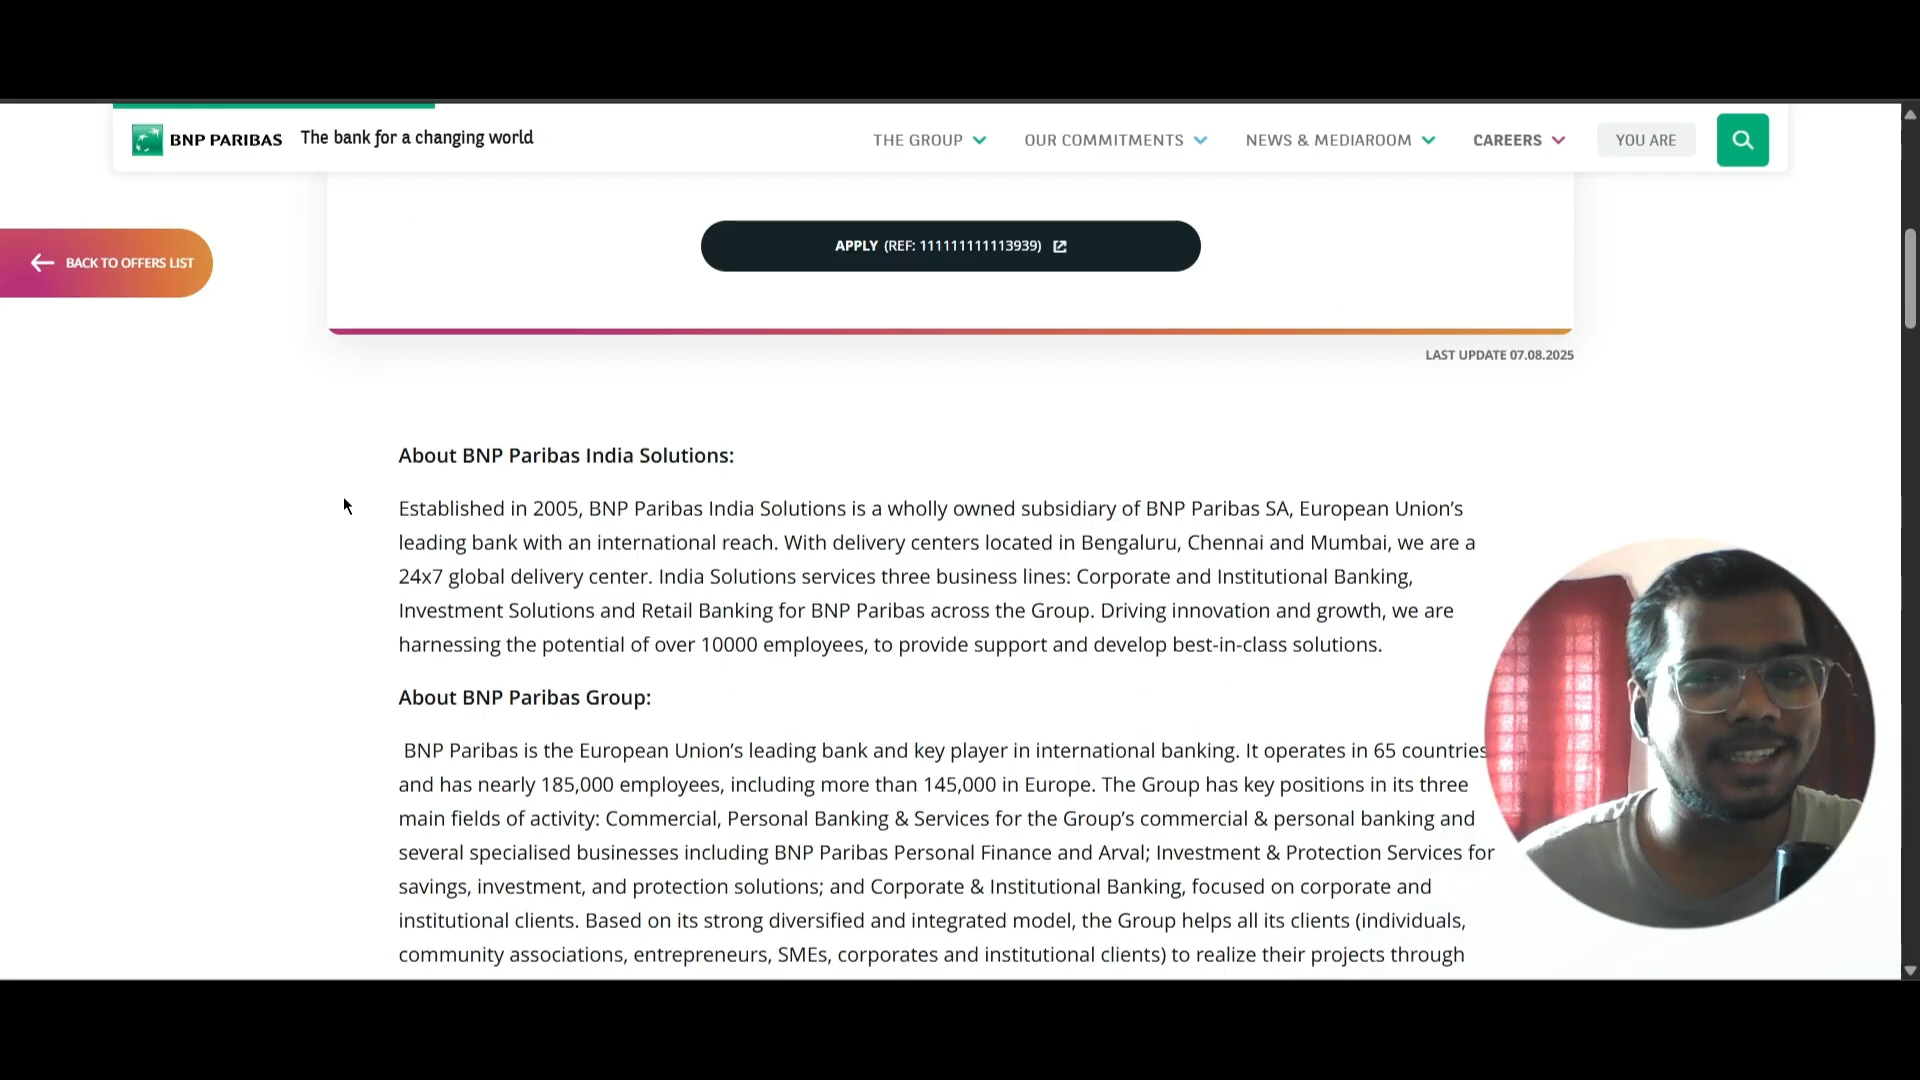 BNP PARIBAS The bank for a changing world THE GROUP OUR COMMITMENTS NEWS & MEDIAROOM CAREERS YOU ARE
APPLY (REF: 111111111113939)
BACK TO OFFERS LIST
LAST UPDATE 07.08.2025
About BNP Paribas India Solutions:
Established in 2005, BNP Paribas India Solutions is a wholly owned subsidiary of BNP Paribas SA, European Union’s
leading bank with an international reach. With delivery centers located in Bengaluru, Chennai and Mumbai, we are a
24x7 global delivery center. India Solutions services three business lines: Corporate and Institutional Banking,
Investment Solutions and Retail Banking for BNP Paribas across the Group. Driving innovation and growth, we are
harnessing the potential of over 10000 employees, to provide support and develop best-in-class solutions.
About BNP Paribas Group:
BNP Paribas is the European Union’s leading bank and key player in international banking. It operates in 65 countries
and has nearly 185,000 employees, including more than 145,000 in Europe. The Group has key positions in its three
main fields of activity: Commercial, Personal Banking & Services for the Group’s commercial & personal banking and
several specialised businesses including BNP Paribas Personal Finance and Arval; Investment & Protection Services for
savings, investment, and protection solutions; and Corporate & Institutional Banking, focused on corporate and
institutional clients. Based on its strong diversified and integrated model, the Group helps all its clients (individuals,
community associations, entrepreneurs, SMEs, corporates and institutional clients) to realize their projects through